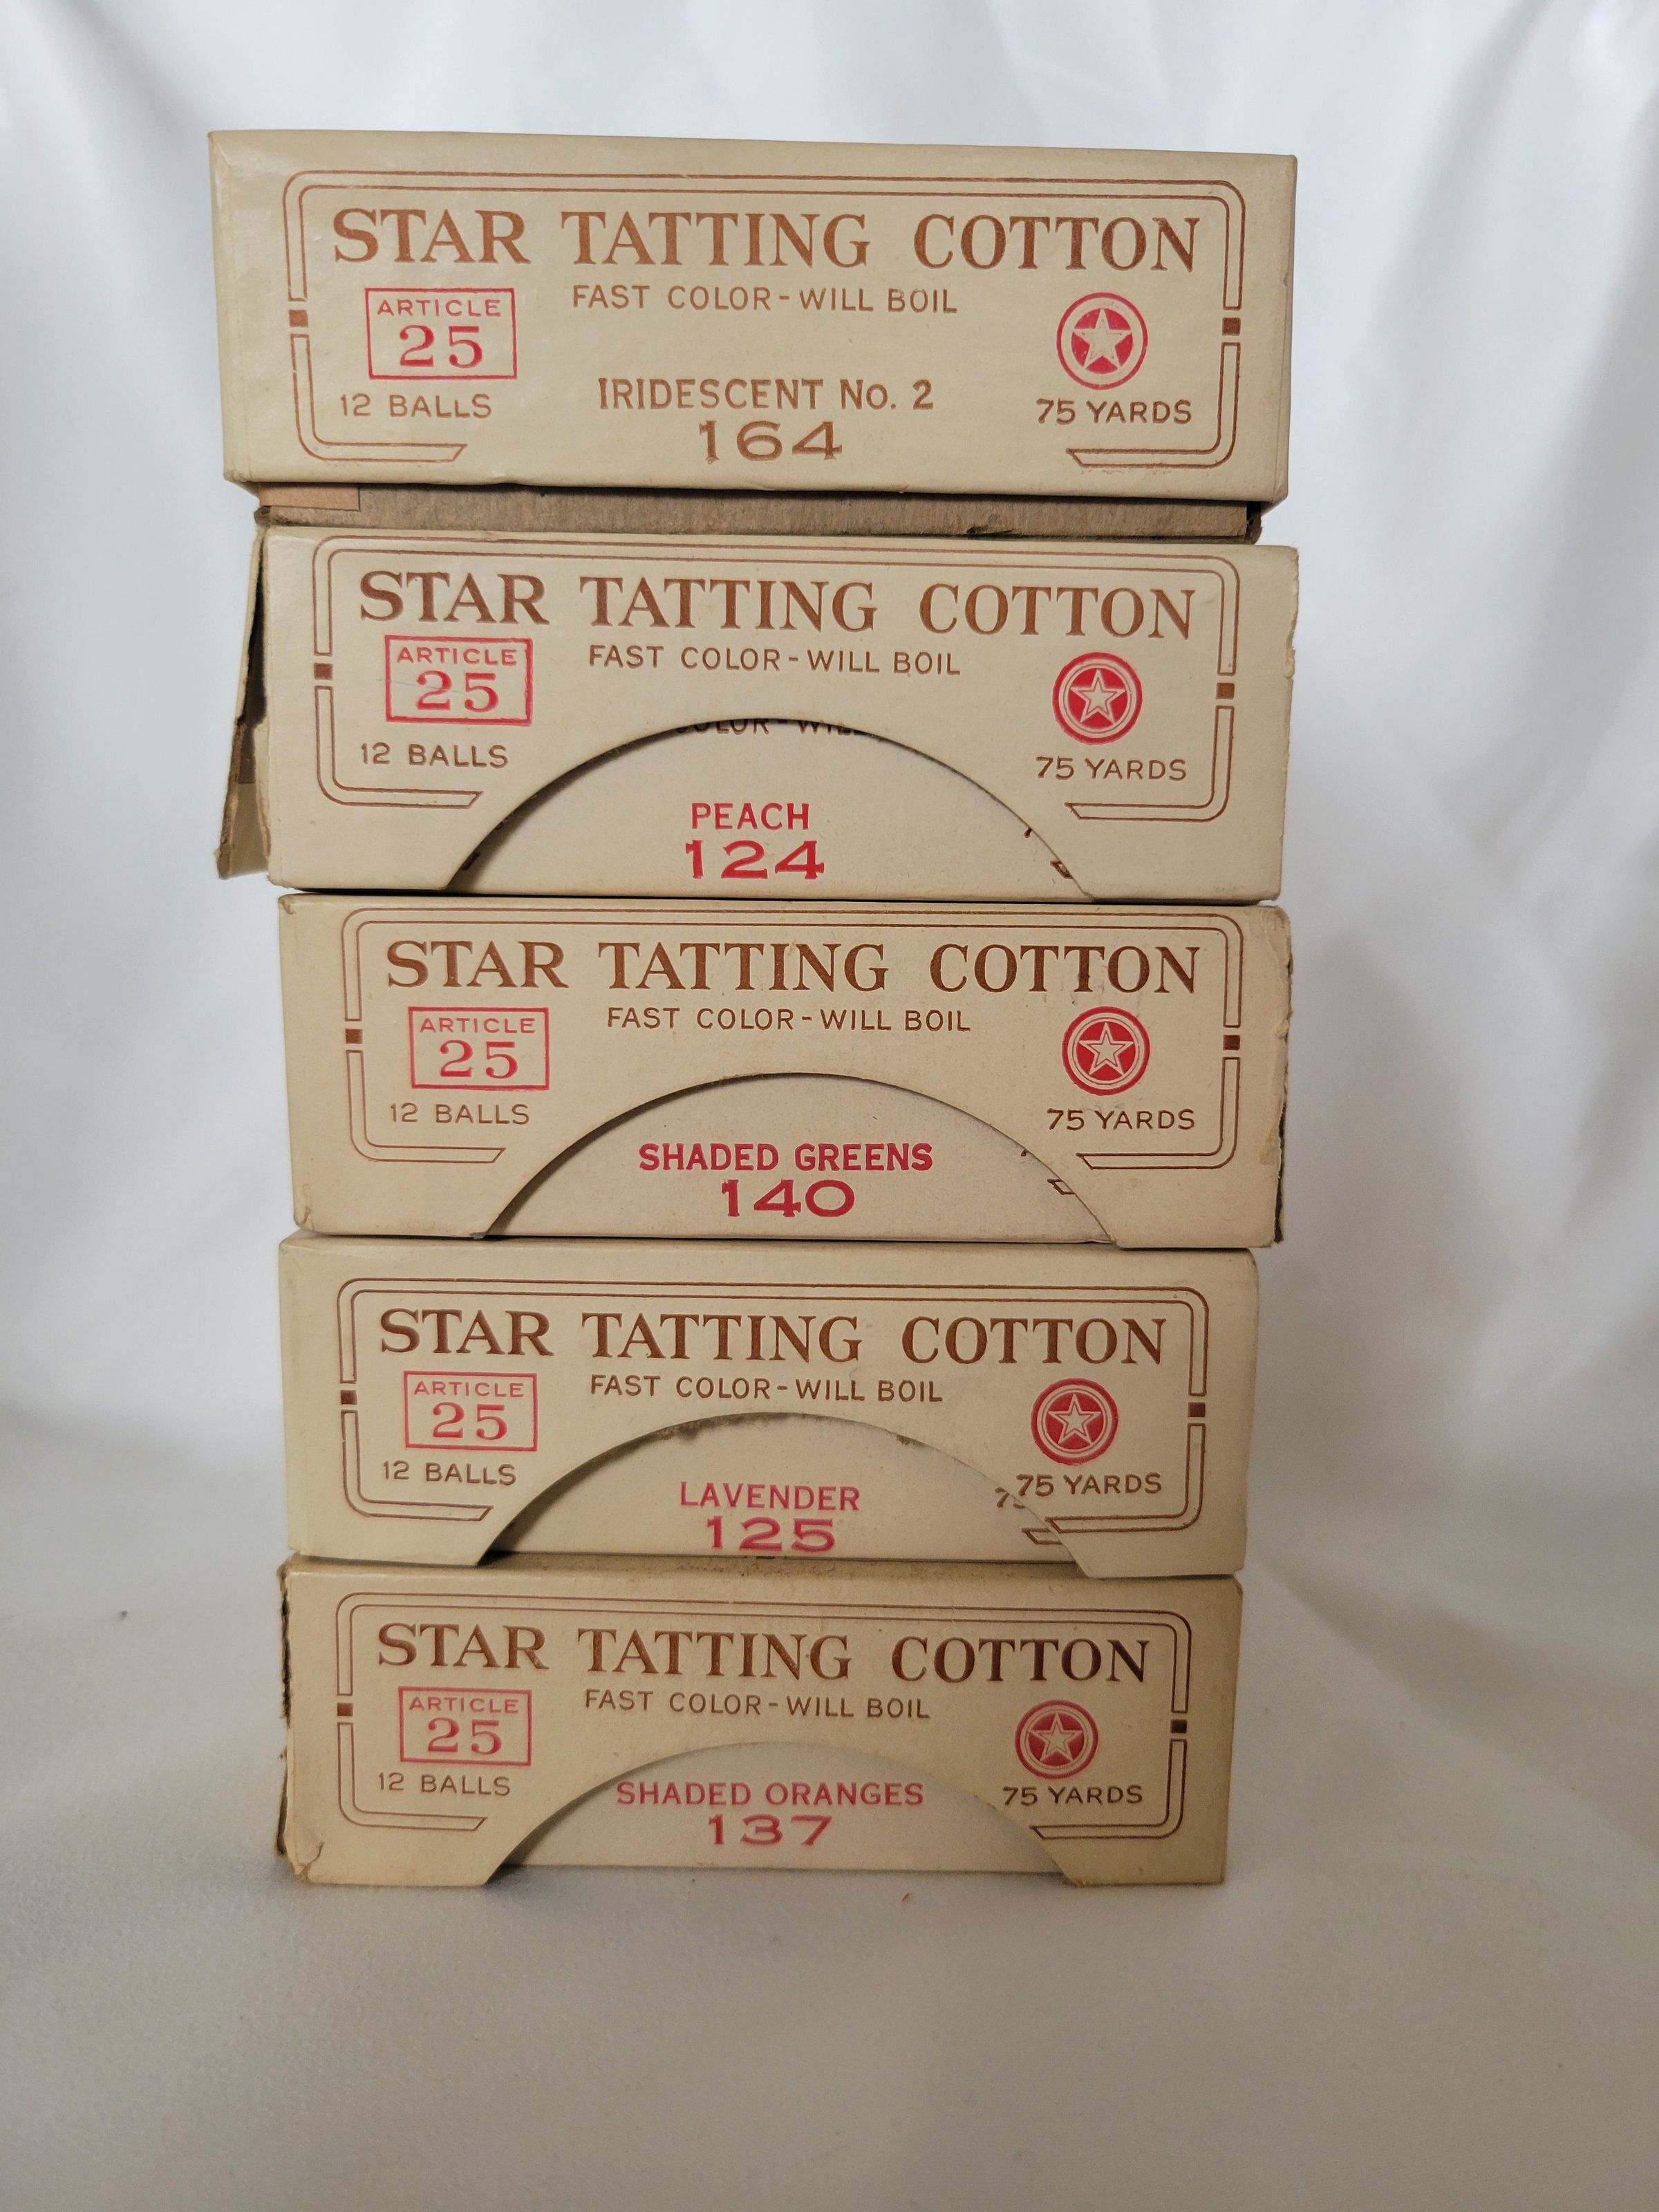 STAR TATTING COTTON
FAST COLOR-WILL BOIL
ARTICLE
25
12 BALLS
IRIDESCENT No. 2
164
75 YARDS
STAR TATTING COTTON
FAST COLOR-WILL BOIL
ARTICLE
25
12 BALLS
PEACH
124
75 YARDS
STAR TATTING COTTON
FAST COLOR-WILL BOIL
ARTICLE
25
12 BALLS
SHADED GREENS
140
75 YARDS
STAR TATTING COTTON
FAST COLOR-WILL BOIL
ARTICLE
25
12 BALLS
LAVENDER
125
75 YARDS
STAR TATTING COTTON
FAST COLOR-WILL BOIL
ARTICLE
25
12 BALLS
SHADED ORANGES
137
75 YARDS